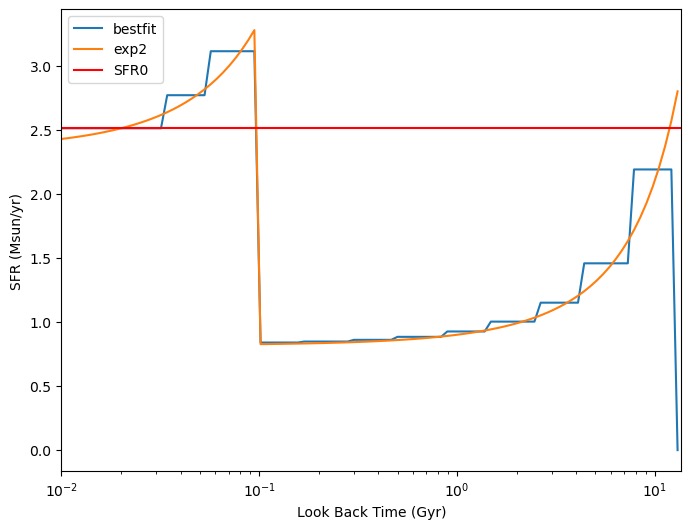 bestfit
exp2
SFR0
SFR (Msun/yr)
3.0
2.5
2.0
1.5
1.0
0.5
0.0
10⁻² 10⁻¹ 10⁰ 10¹
Look Back Time (Gyr)